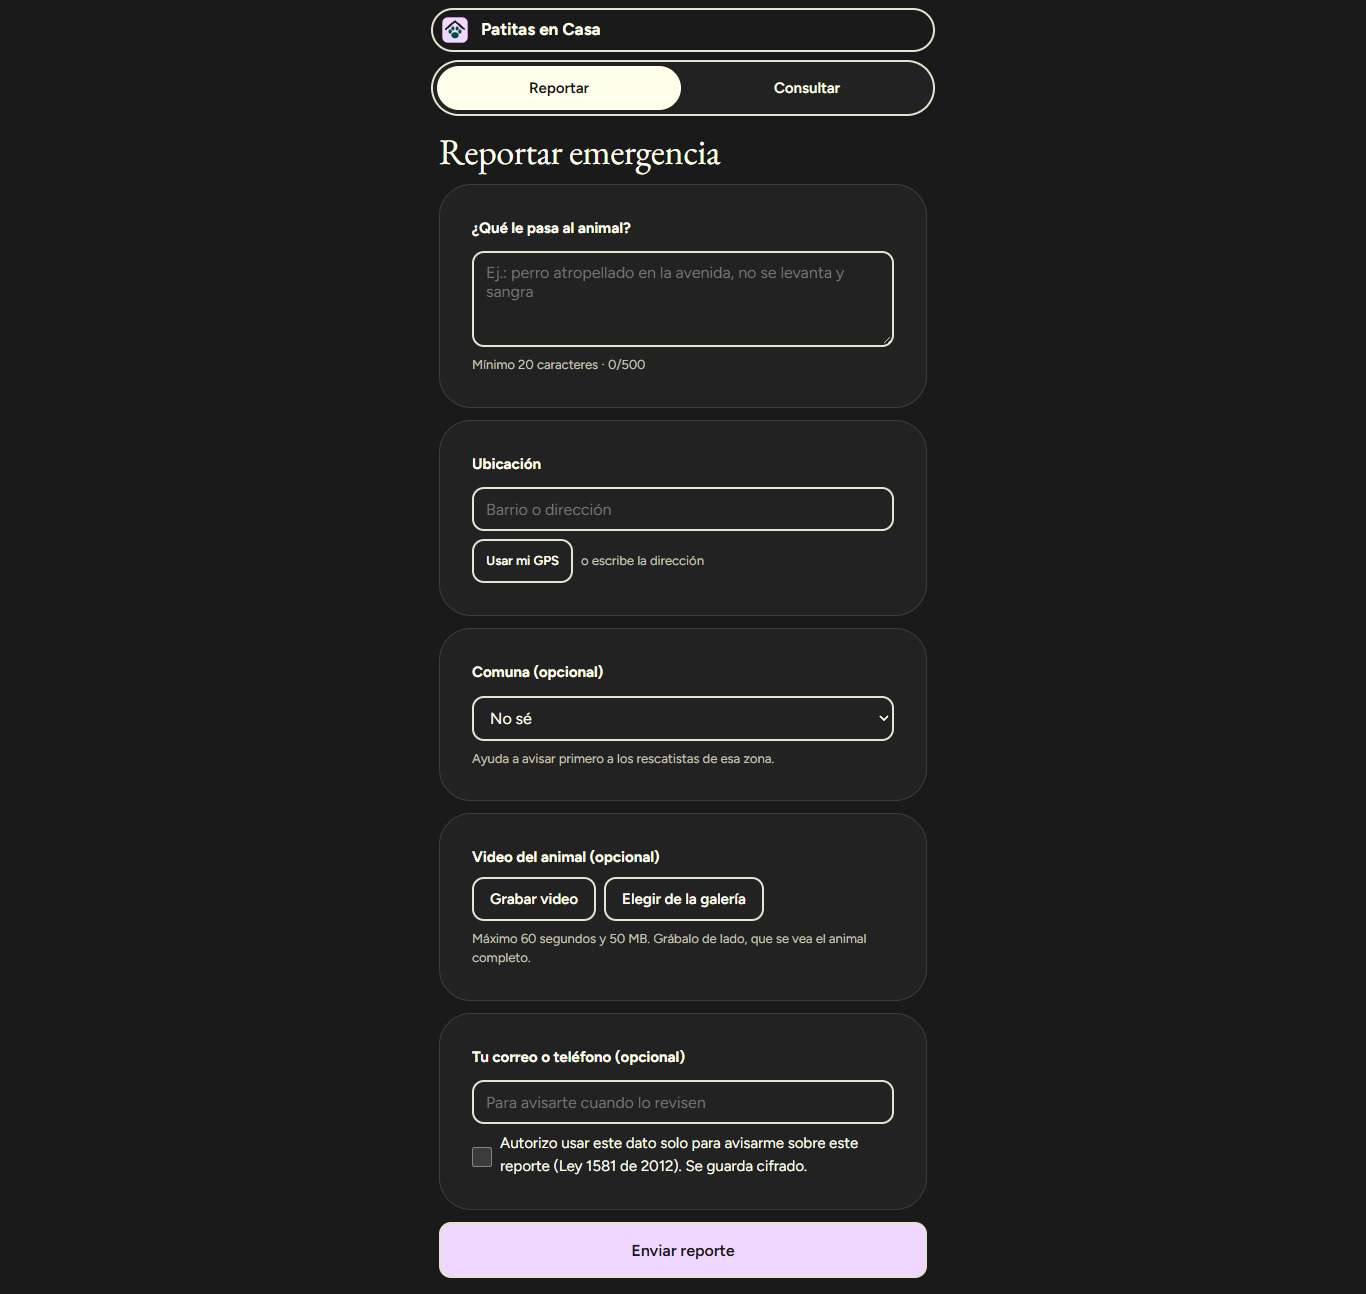 Patitas en Casa
Reportar
Consultar
Reportar emergencia
¿Qué le pasa al animal?
Ej.: perro atropellado en la avenida, no se levanta y
sangra
Mínimo 20 caracteres · 0/500
Ubicación
Barrio o dirección
Usar mi GPS
o escribe la dirección
Comuna (opcional)
No sé
Ayuda a avisar primero a los rescatistas de esa zona.
Video del animal (opcional)
Grabar video
Elegir de la galería
Máximo 60 segundos y 50 MB. Grábalo de lado, que se vea el animal
completo.
Tu correo o teléfono (opcional)
Para avisarte cuando lo revisen
Autorizo usar este dato solo para avisarme sobre este
reporte (Ley 1581 de 2012). Se guarda cifrado.
Enviar reporte